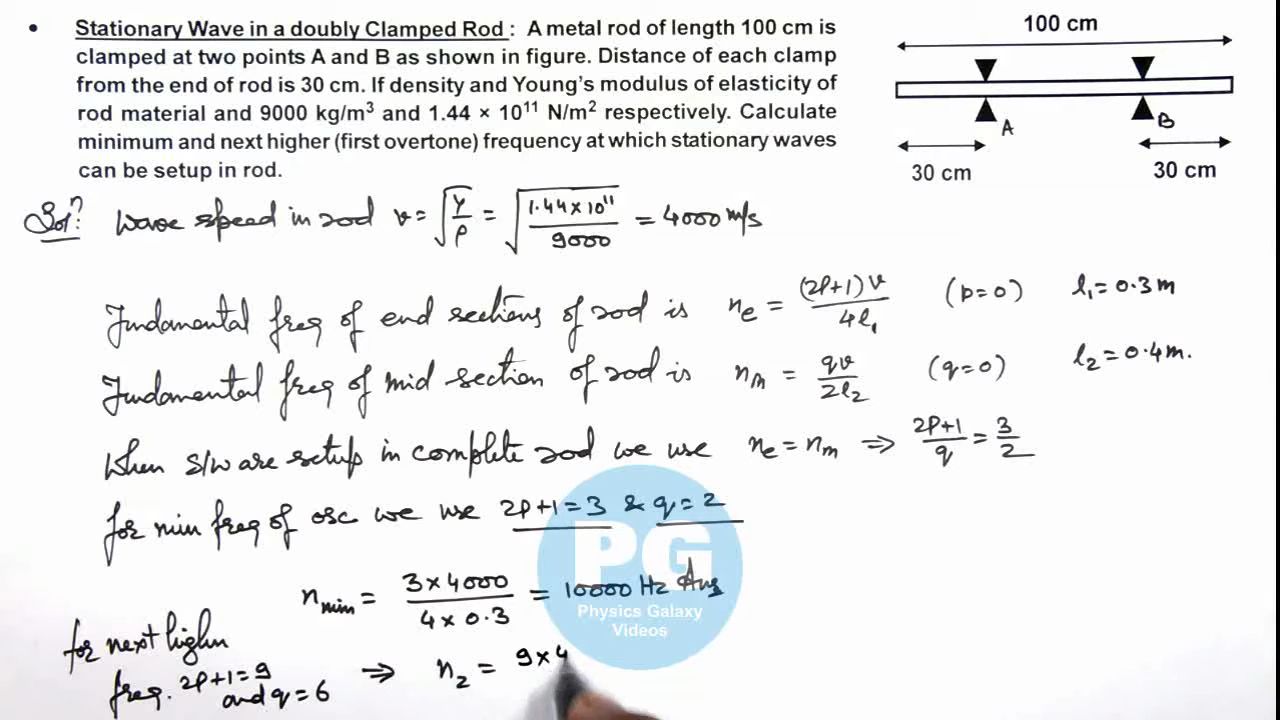 • Stationary Wave in a doubly Clamped Rod : A metal rod of length 100 cm is
clamped at two points A and B as shown in figure. Distance of each clamp
from the end of rod is 30 cm. If density and Young's modulus of elasticity of
rod material and 9000 kg/m³ and 1.44 × 10¹¹ N/m² respectively. Calculate
minimum and next higher (first overtone) frequency at which stationary waves
can be setup in rod.
100 cm
A
B
30 cm
30 cm
Solⁿ: Wave speed in rod v = √(Y/ρ) = √(1.44×10¹¹/9000) = 4000 m/s
Fundamental freq of end sections of rod is nₑ = (2p+1)v/4l₁ (p=0) l₁=0.3m
Fundamental freq of mid section of rod is nₘ = qv/2l₂ (q=0) l₂=0.4m.
When S/W are setup in complete rod we use nₑ=nₘ ⇒ 2p+1/q = 3/2
for min freq of osc we use 2p+1=3 & q=2
n_min = 3×4000/4×0.3 = 10000 Hz Ans
for next higher
freq. 2p+1=9
and q=6 ⇒ n₂ = 9×4
PG
Physics Galaxy
Videos